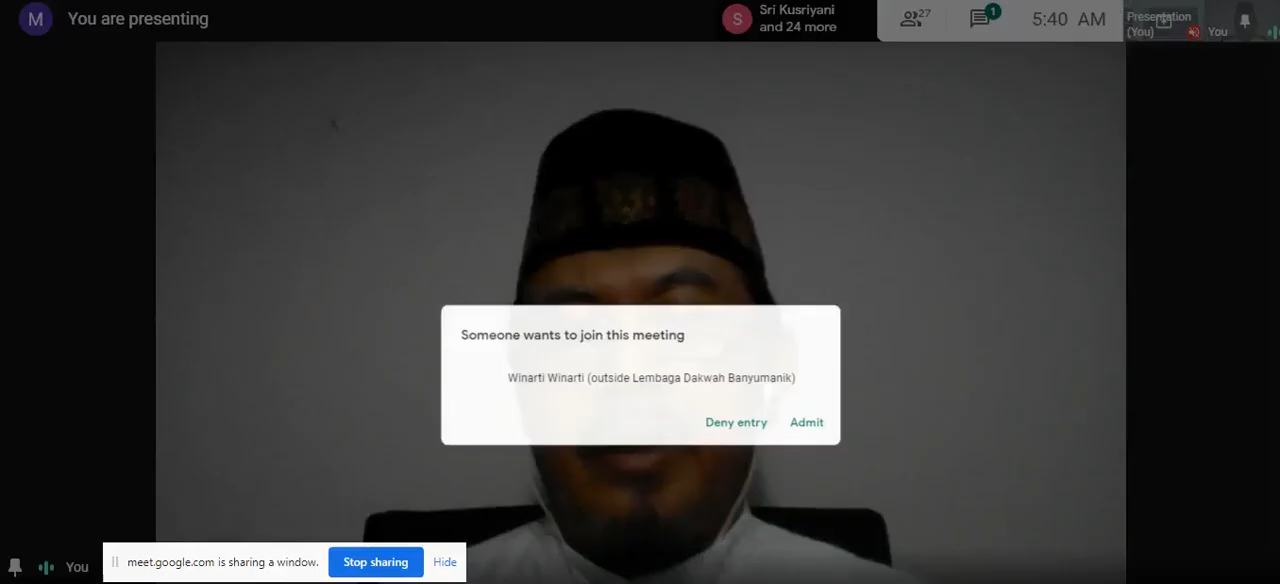 M
You are presenting
S
Sri Kusriyani
and 24 more
27
1
5:40 AM
Presentation
(You)
You
Someone wants to join this meeting
Winarti Winarti (outside Lembaga Dakwah Banyumanik)
Deny entry
Admit
You
meet.google.com is sharing a window.
Stop sharing
Hide